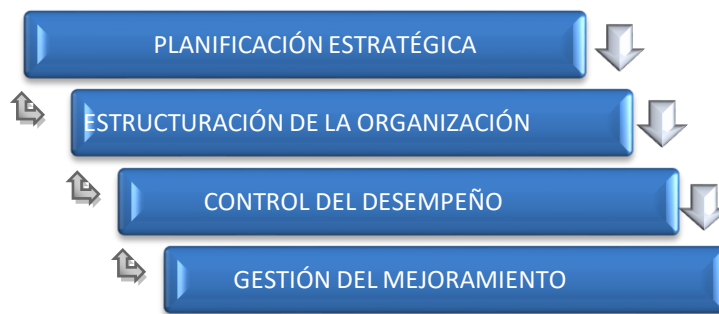 PLANIFICACIÓN ESTRATÉGICA
ESTRUCTURACIÓN DE LA ORGANIZACIÓN
CONTROL DEL DESEMPEÑO
GESTIÓN DEL MEJORAMIENTO